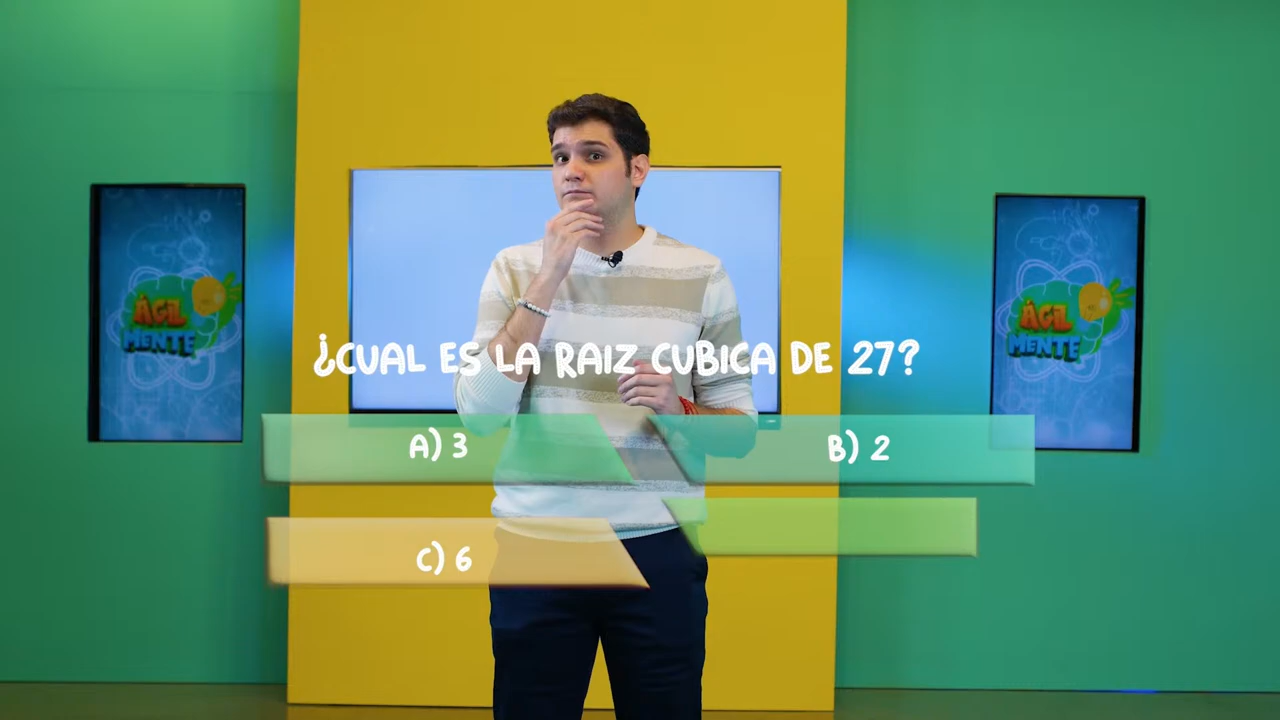 ¿CUAL ES LA RAIZ CUBICA DE 27?
A) 3
B) 2
C) 6
ÁGIL
MENTE
ÁGIL
MENTE